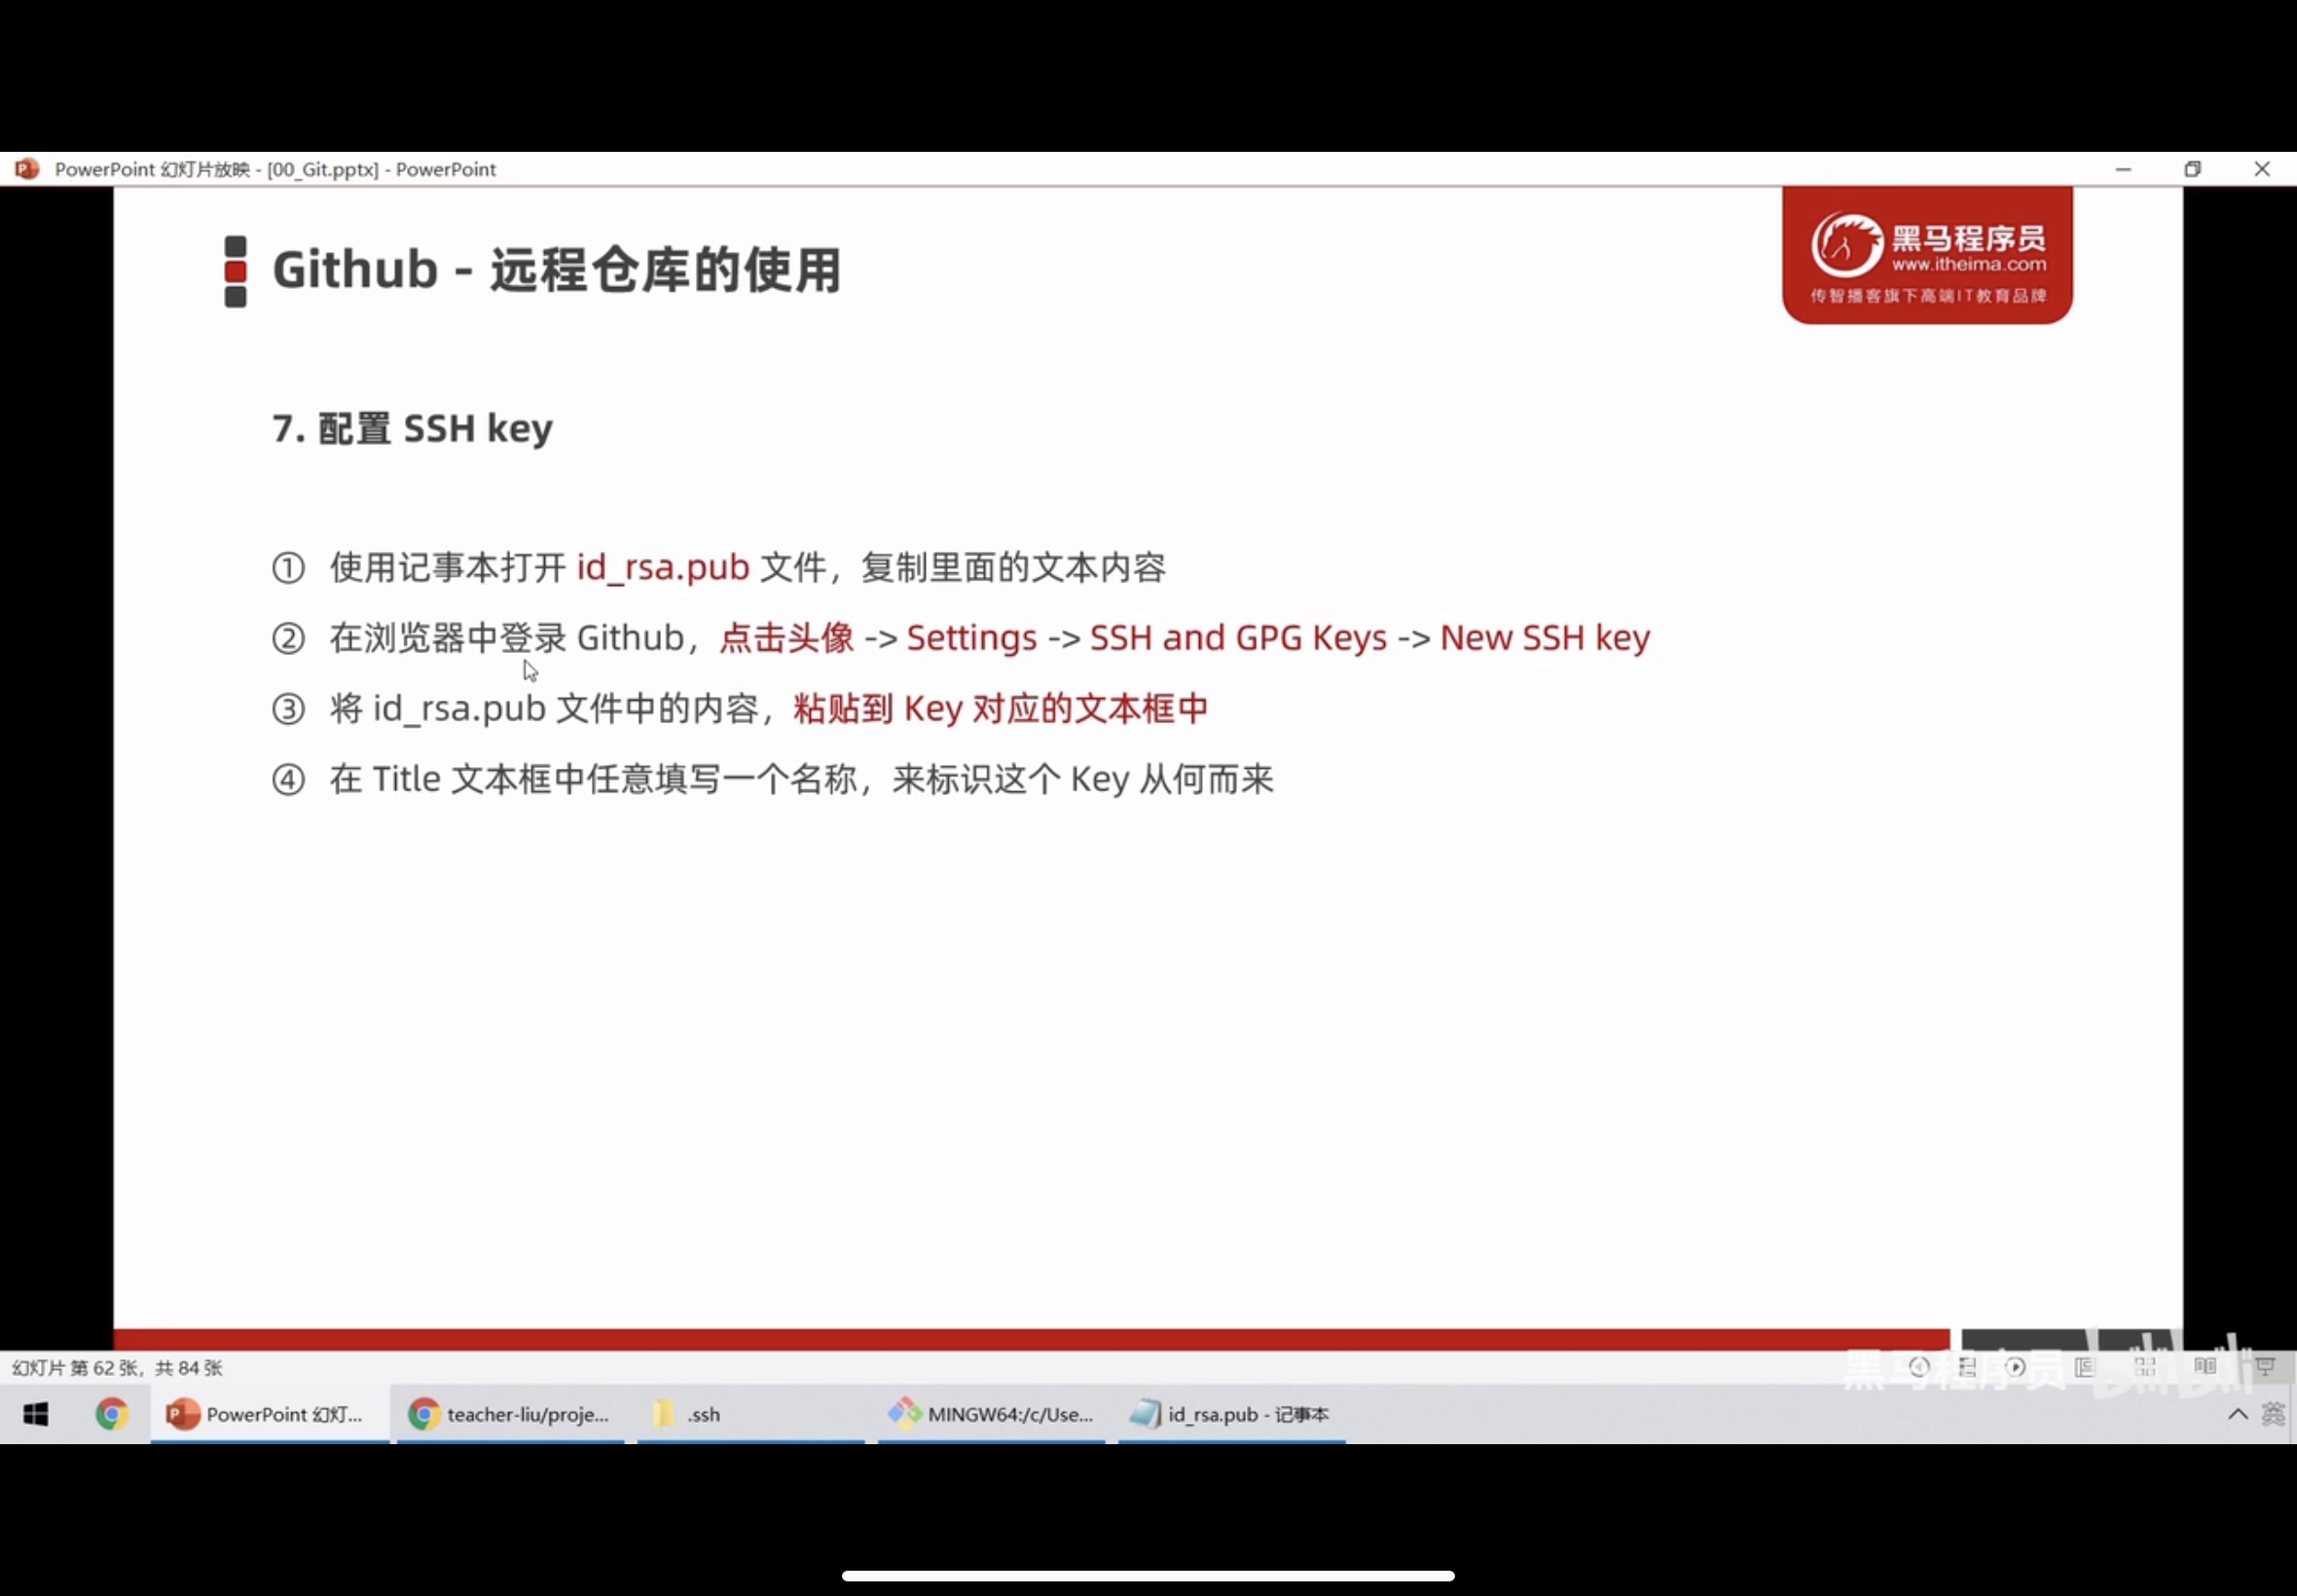 PowerPoint 幻灯片放映 - [00_Git.pptx] - PowerPoint
Github - 远程仓库的使用
黑马程序员
www.itheima.com
传智播客旗下高端IT教育品牌
7. 配置 SSH key
① 使用记事本打开 id_rsa.pub 文件，复制里面的文本内容
② 在浏览器中登录 Github，点击头像 -> Settings -> SSH and GPG Keys -> New SSH key
③ 将 id_rsa.pub 文件中的内容，粘贴到 Key 对应的文本框中
④ 在 Title 文本框中任意填写一个名称，来标识这个 Key 从何而来
幻灯片 第 62 张，共 84 张
黑马程序员 bilibili
PowerPoint 幻灯...
teacher-liu/proje...
.ssh
MINGW64:/c/Use...
id_rsa.pub - 记事本
英